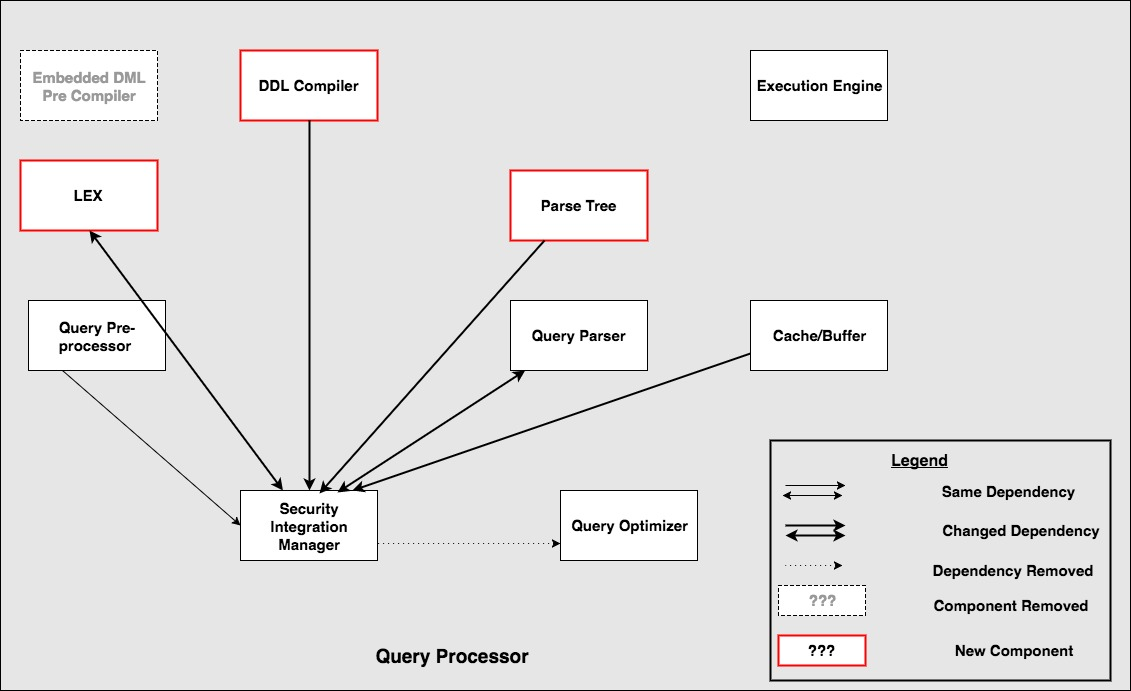 Embedded DML
Pre Compiler
DDL Compiler
Execution Engine
LEX
Parse Tree
Query Pre-
processor
Query Parser
Cache/Buffer
Security
Integration
Manager
Query Optimizer
Legend
Same Dependency
Changed Dependency
Dependency Removed
???
Component Removed
???
New Component
Query Processor